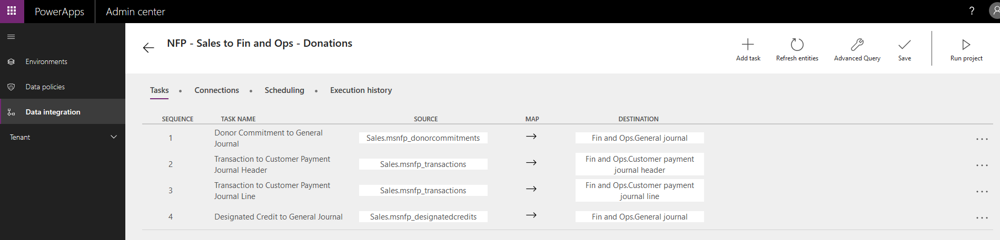 PowerApps
Admin center
?
Environments
Data policies
Data integration
Tenant
NFP - Sales to Fin and Ops - Donations
Add task
Refresh entities
Advanced Query
Save
Run project
Tasks • Connections • Scheduling • Execution history
SEQUENCE TASK NAME SOURCE MAP DESTINATION
1 Donor Commitment to General
Journal
Sales.msnfp_donorcommitments → Fin and Ops.General journal ...
2 Transaction to Customer Payment
Journal Header
Sales.msnfp_transactions → Fin and Ops.Customer payment
journal header ...
3 Transaction to Customer Payment
Journal Line
Sales.msnfp_transactions → Fin and Ops.Customer payment
journal line ...
4 Designated Credit to General Journal Sales.msnfp_designatedcredits → Fin and Ops.General journal ...